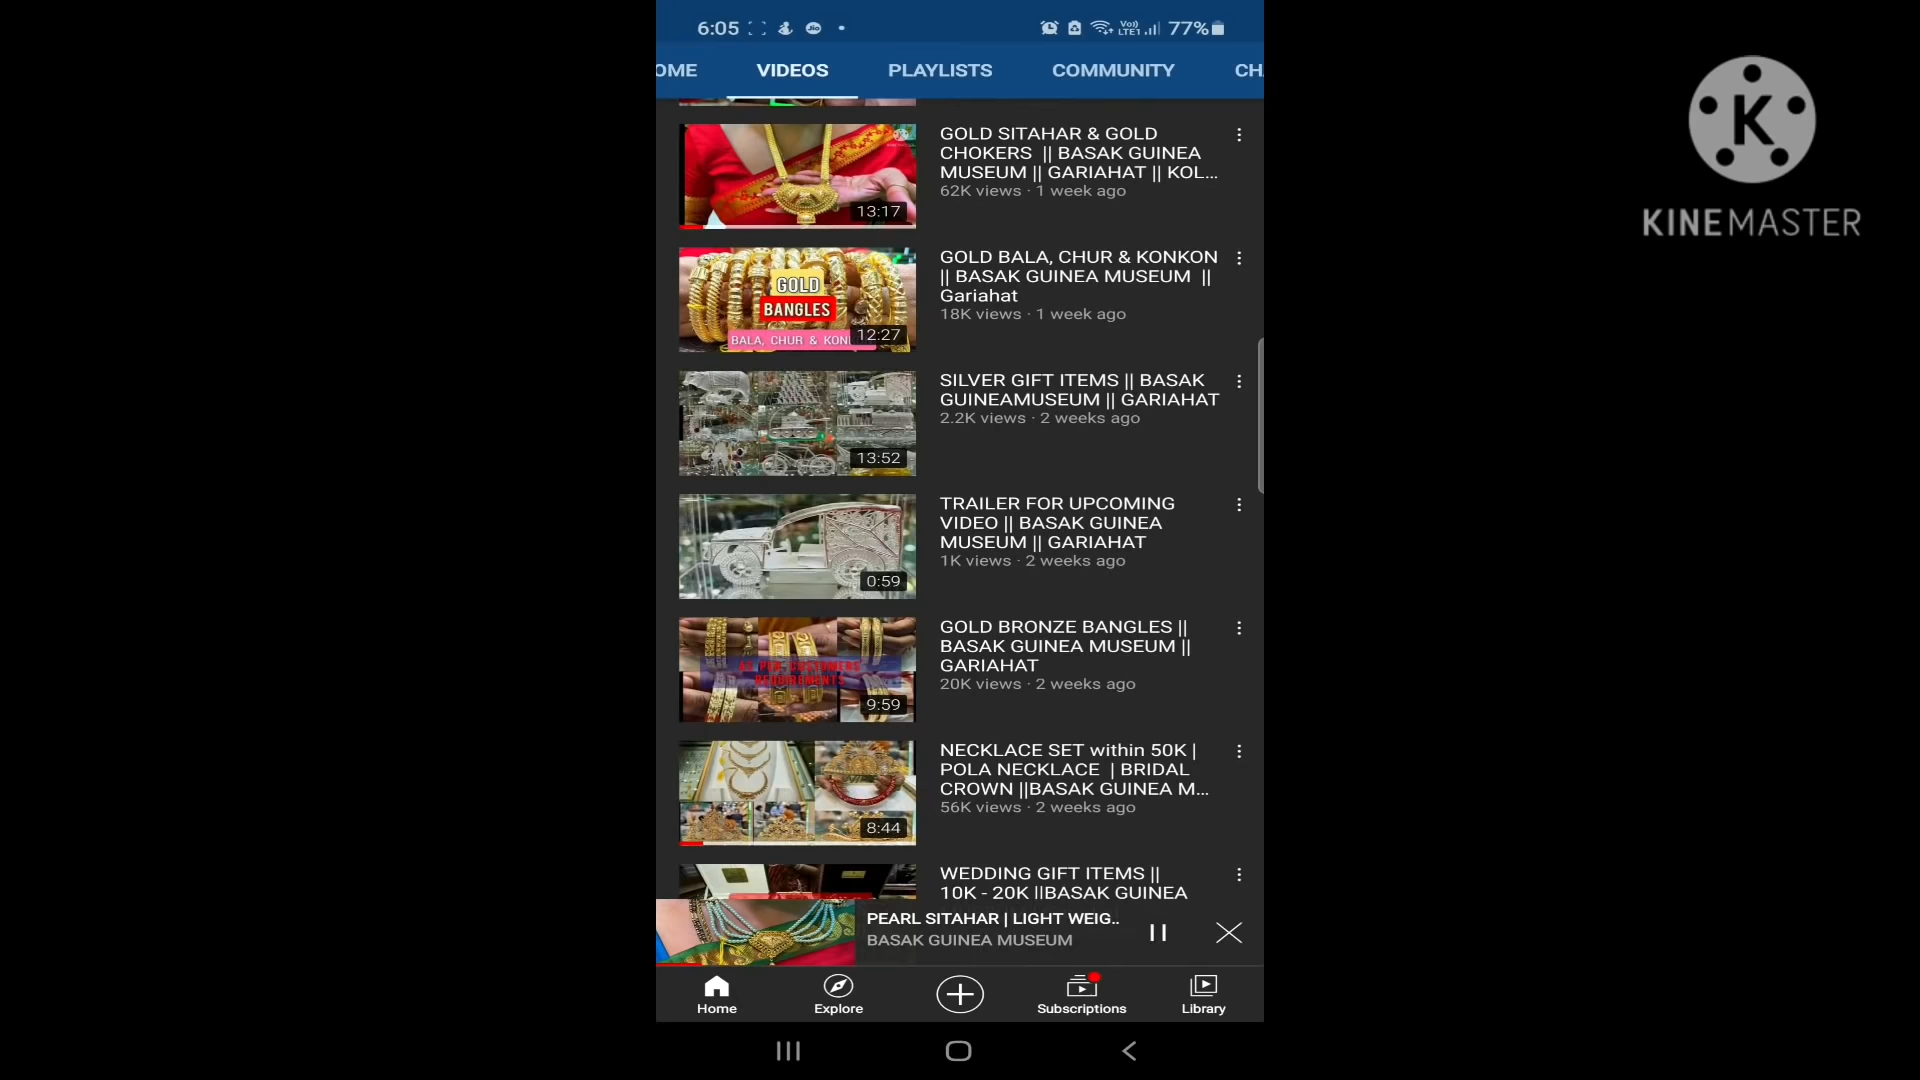 6:05
Vo))
LTE1
77%
OME
VIDEOS
PLAYLISTS
COMMUNITY
CH
K
KINEMASTER
GOLD SITAHAR & GOLD
CHOKERS || BASAK GUINEA
MUSEUM || GARIAHAT || KOL...
62K views · 1 week ago
13:17
GOLD BALA, CHUR & KONKON
|| BASAK GUINEA MUSEUM ||
Gariahat
18K views · 1 week ago
GOLD
BANGLES
BALA, CHUR & KON
12:27
SILVER GIFT ITEMS || BASAK
GUINEAMUSEUM || GARIAHAT
2.2K views · 2 weeks ago
13:52
TRAILER FOR UPCOMING
VIDEO || BASAK GUINEA
MUSEUM || GARIAHAT
1K views · 2 weeks ago
0:59
GOLD BRONZE BANGLES ||
BASAK GUINEA MUSEUM ||
GARIAHAT
20K views · 2 weeks ago
AS PER CUSTOMERS
REQUIREMENTS
9:59
NECKLACE SET within 50K |
POLA NECKLACE | BRIDAL
CROWN ||BASAK GUINEA M...
56K views · 2 weeks ago
8:44
WEDDING GIFT ITEMS ||
10K - 20K ||BASAK GUINEA
PEARL SITAHAR | LIGHT WEIG..
BASAK GUINEA MUSEUM
Home
Explore
Subscriptions
Library